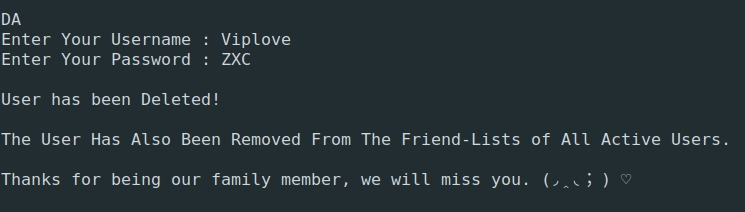 DA
Enter Your Username : Viplove
Enter Your Password : ZXC
User has been Deleted!
The User Has Also Been Removed From The Friend-Lists of All Active Users.
Thanks for being our family member, we will miss you. (◞‸◟；) ♡